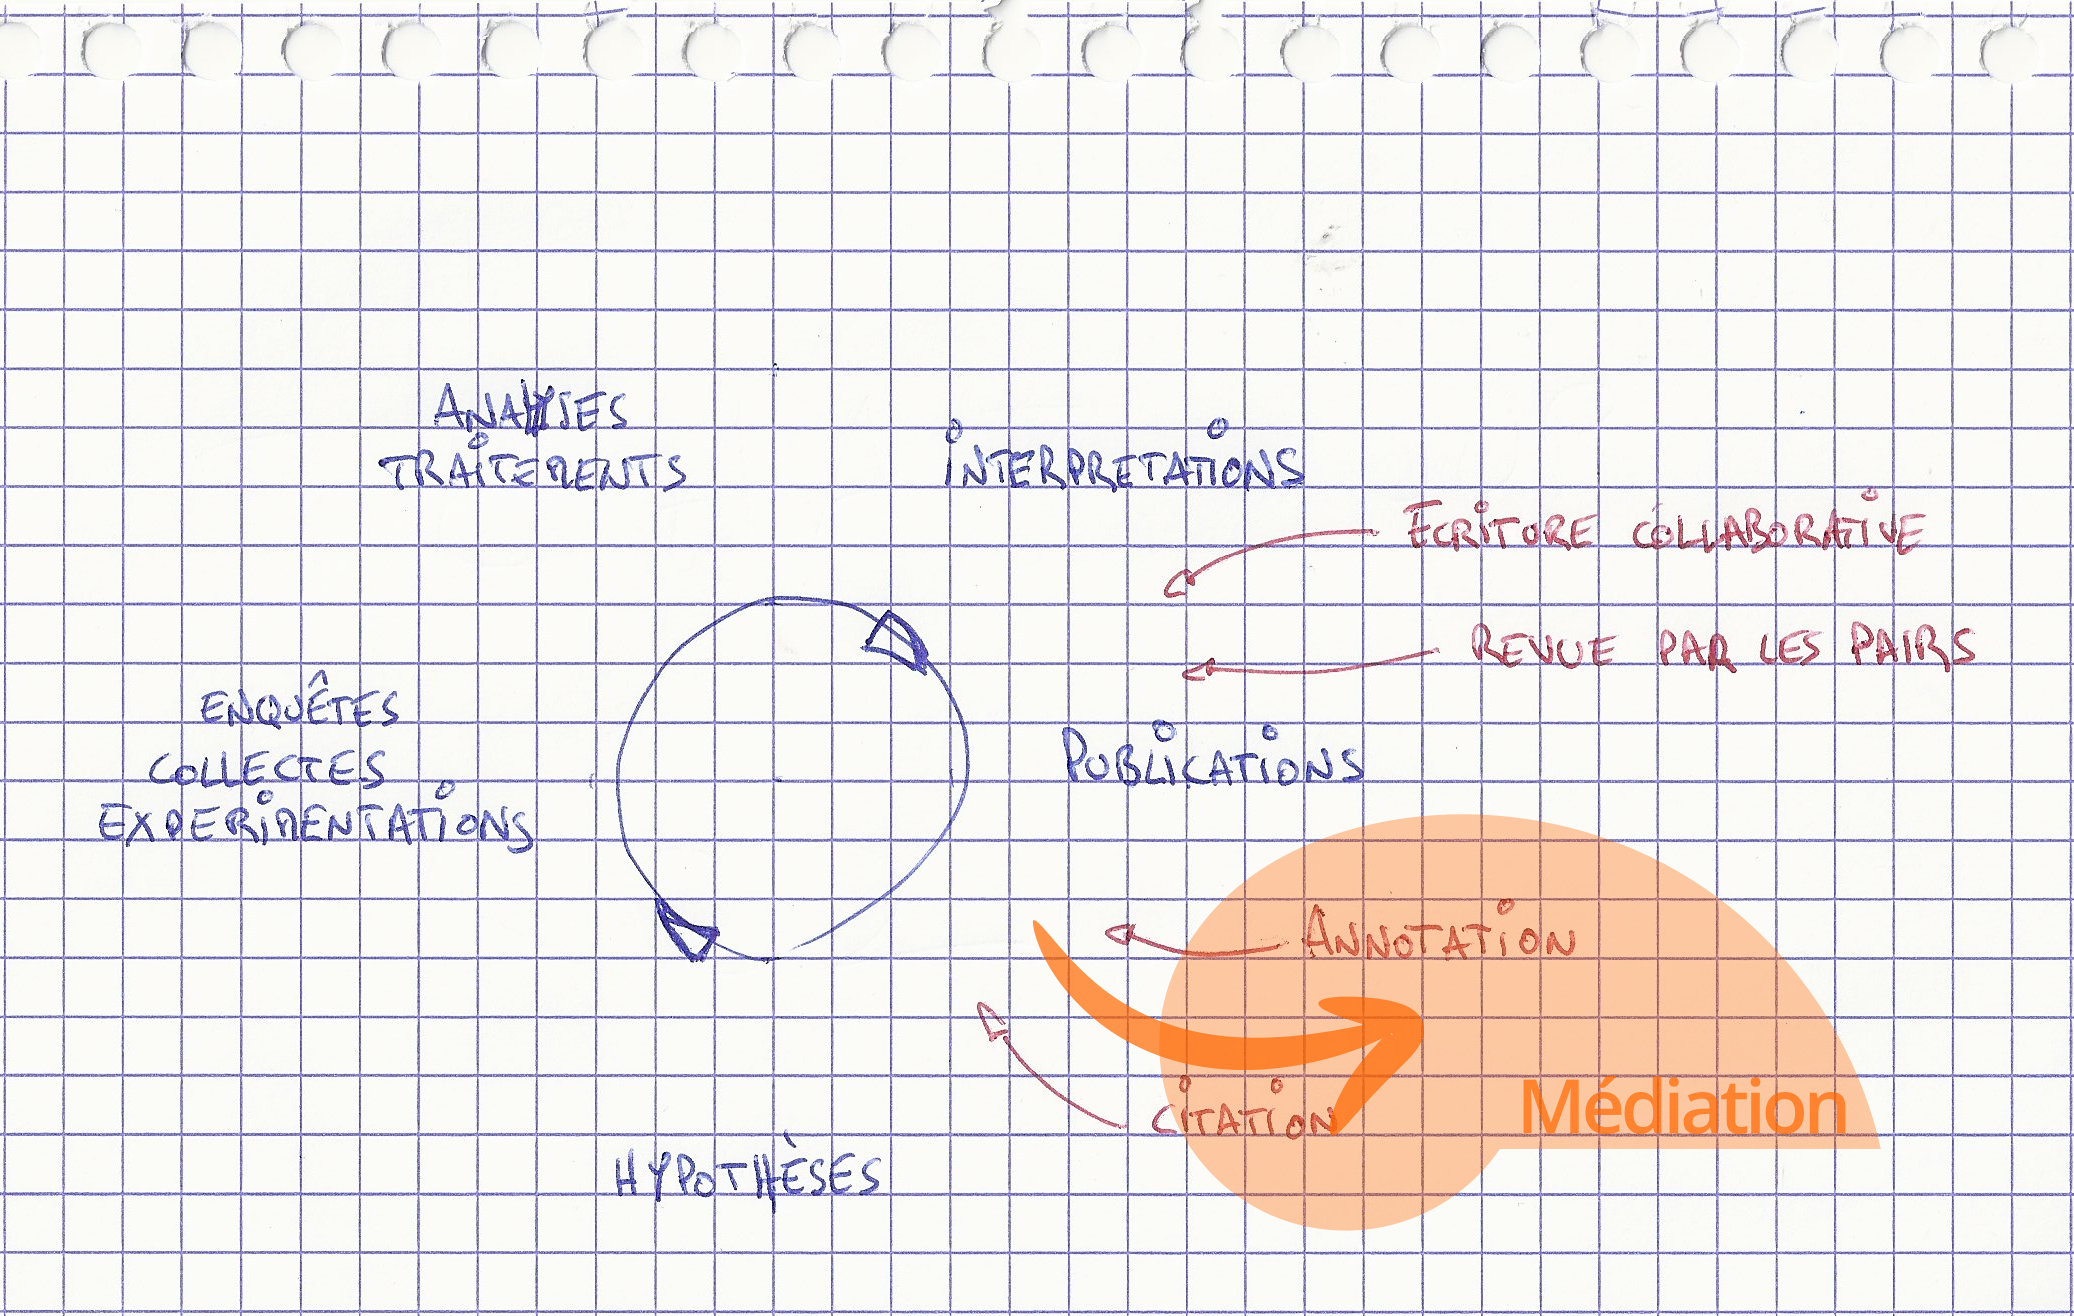 ANALYSES
TRAITEMENTS
INTERPRETATIONS
ECRITURE COLLABORATIVE
REVUE PAR LES PAIRS
ENQUÊTES
COLLECTES
EXPERIMENTATIONS
PUBLICATIONS
ANNOTATION
CITATION
Médiation
HYPOTHÈSES